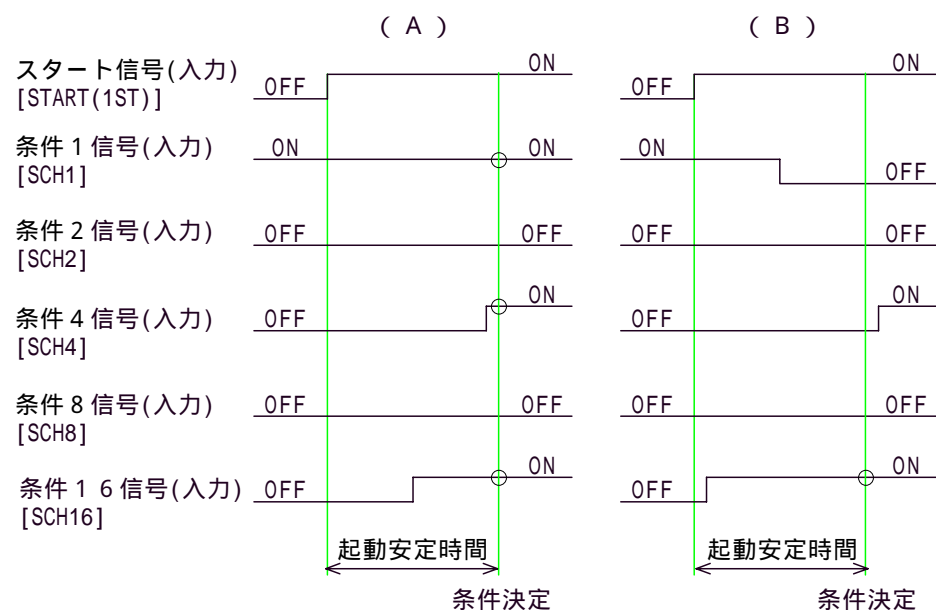 (A) (B)
スタート信号(入力) OFF ON OFF ON
[START(1ST)]
条件1信号(入力) ON ON ON OFF
[SCH1]
条件2信号(入力) OFF OFF OFF OFF
[SCH2]
条件4信号(入力) OFF ON OFF ON
[SCH4]
条件8信号(入力) OFF OFF OFF OFF
[SCH8]
条件16信号(入力) OFF ON OFF ON
[SCH16]
起動安定時間 起動安定時間
条件決定 条件決定